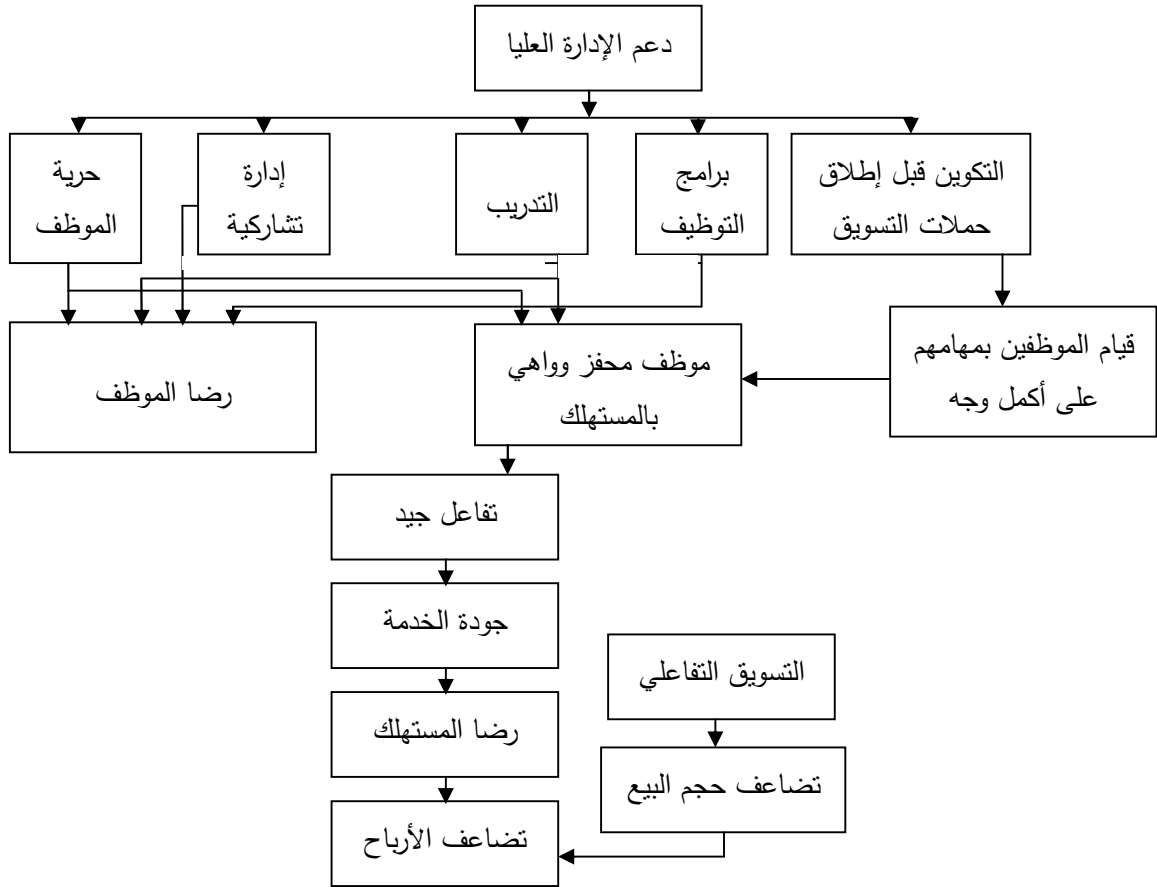 دعم الإدارة العليا
التكوين قبل إطلاق
حملات التسويق
برامج
التوظيف
التدريب
إدارة
تشاركية
حرية
الموظف
قيام الموظفين بمهامهم
على أكمل وجه
موظف محفز وواهي
بالمستهلك
رضا الموظف
تفاعل جيد
جودة الخدمة
التسويق التفاعلي
رضا المستهلك
تضاعف حجم البيع
تضاعف الأرباح